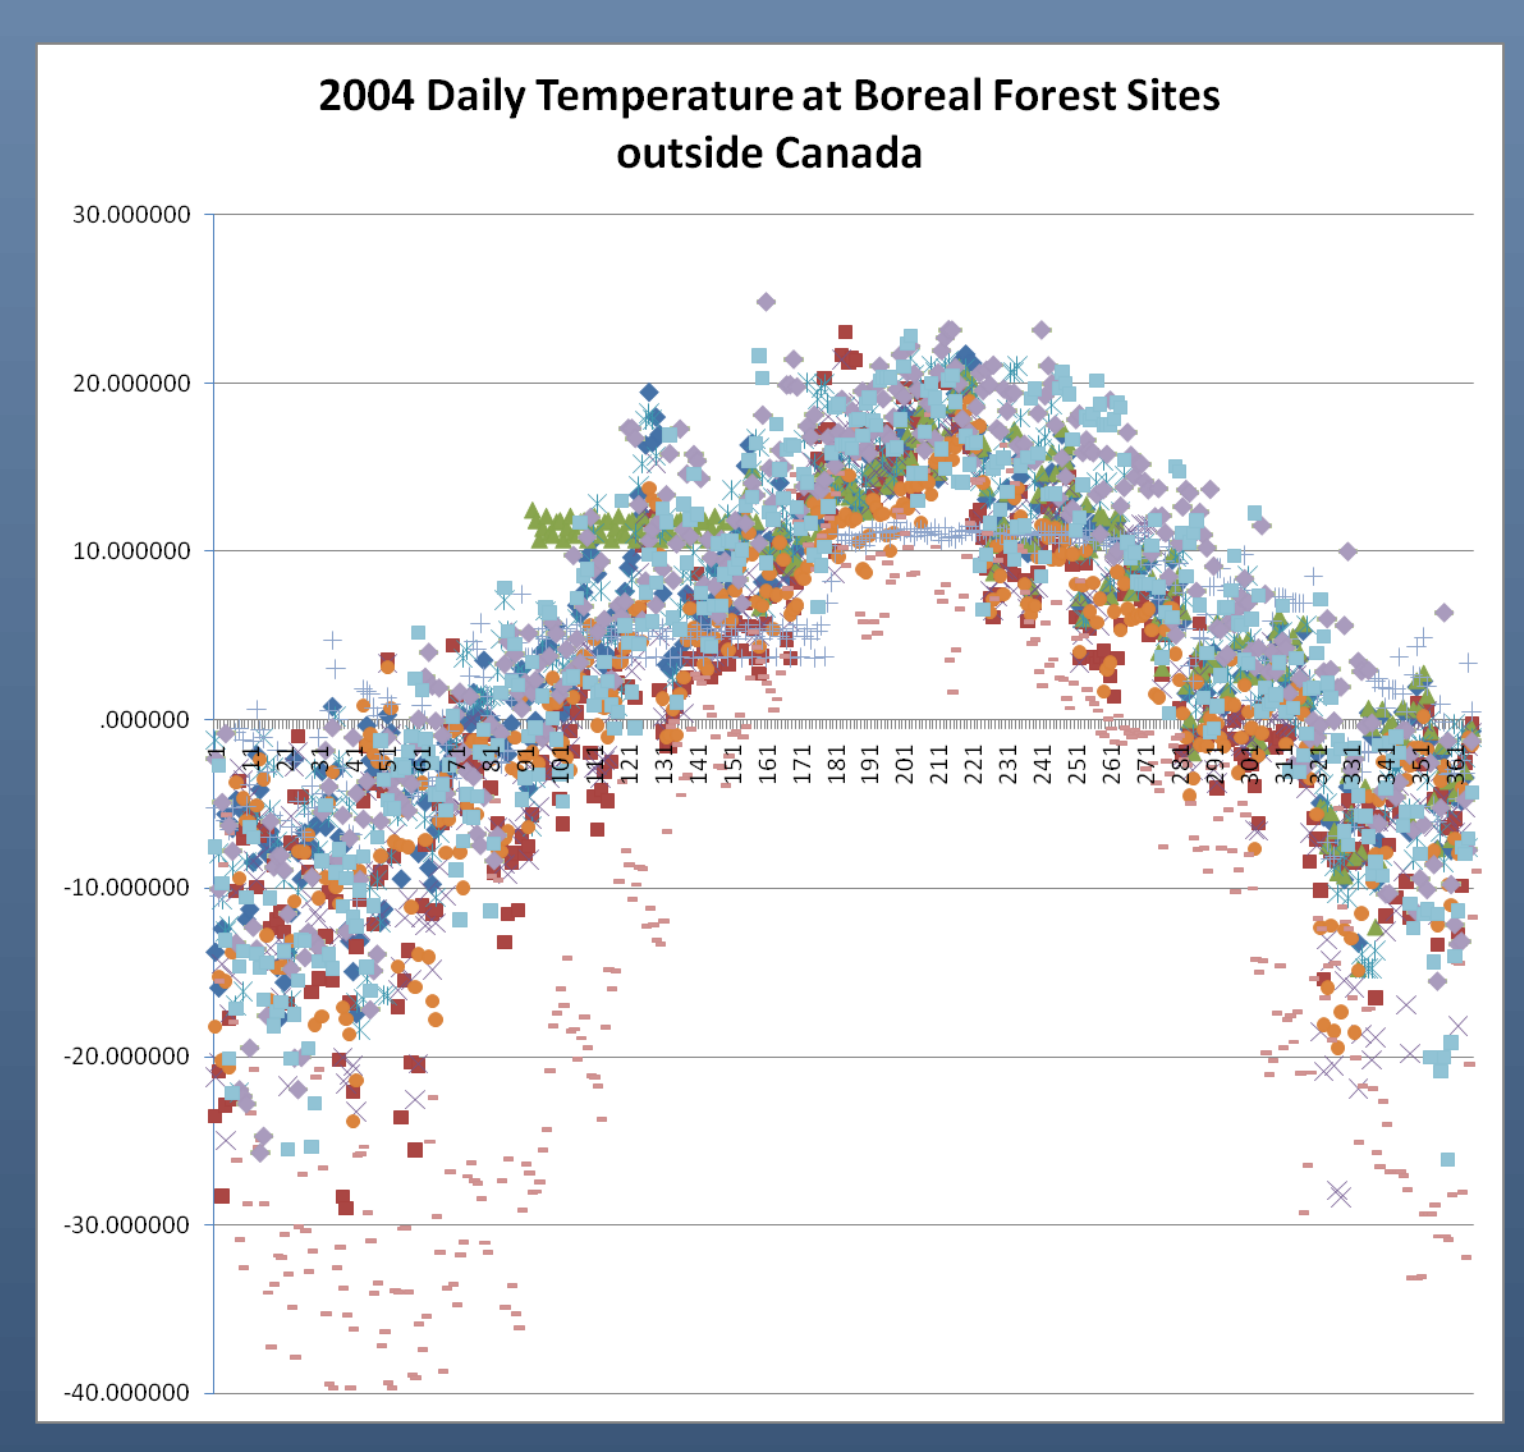 2004 Daily Temperature at Boreal Forest Sites
outside Canada
30.000000
20.000000
10.000000
.000000
-10.000000
-20.000000
-30.000000
-40.000000
1 11 21 31 41 51 61 71 81 91 101 111 121 131 141 151 161 171 181 191 201 211 221 231 241 251 261 271 281 291 301 311 321 331 341 351 361